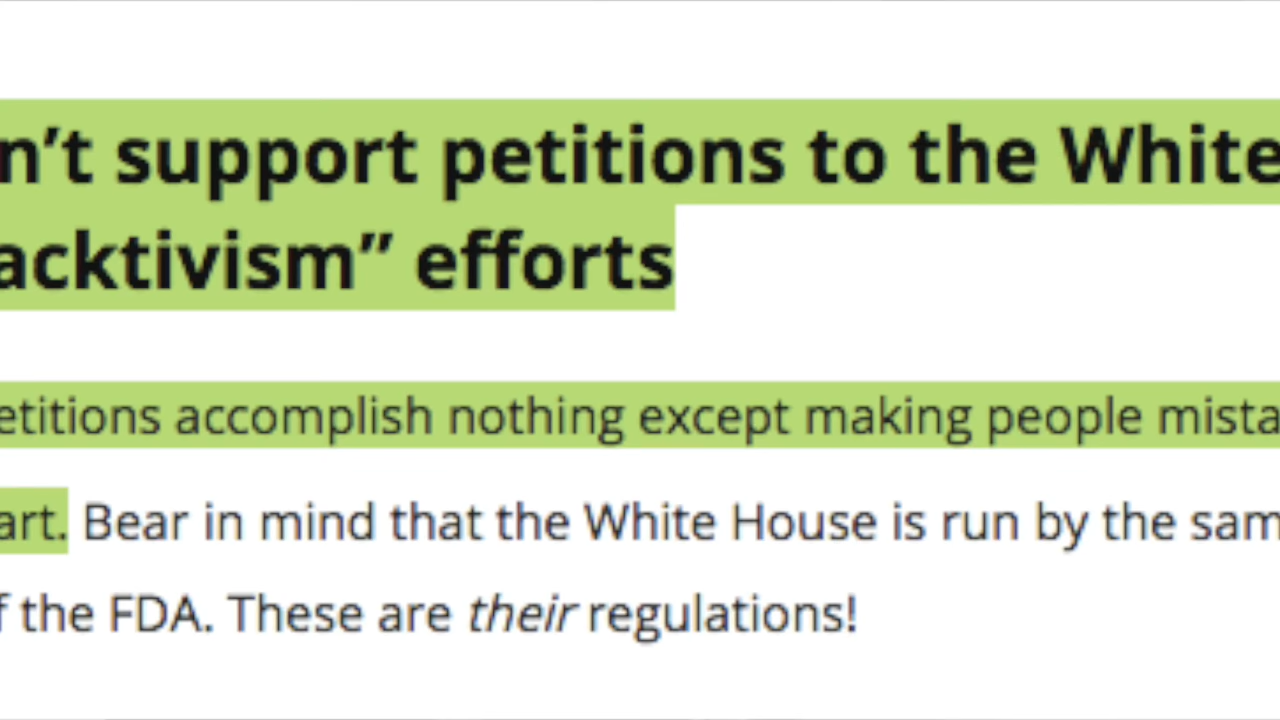 n’t support petitions to the White
acktivism” efforts
etitions accomplish nothing except making people mista
art. Bear in mind that the White House is run by the sam
f the FDA. These are their regulations!